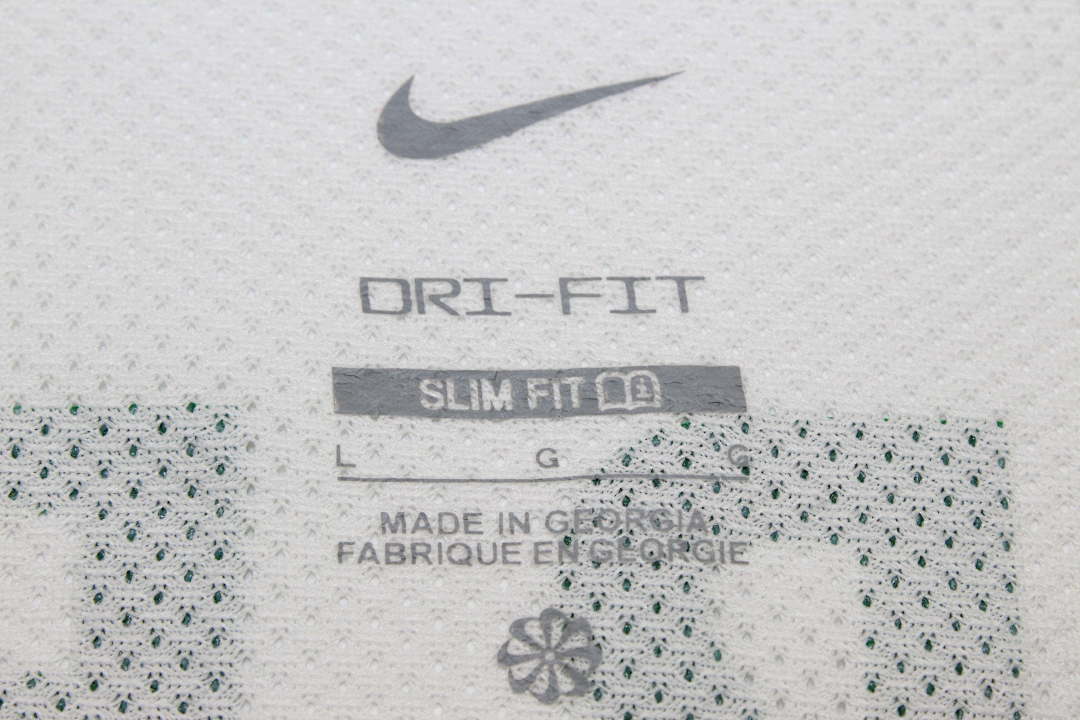 DRI-FIT
SLIM FIT
L G G
MADE IN GEORGIA
FABRIQUE EN GEORGIE